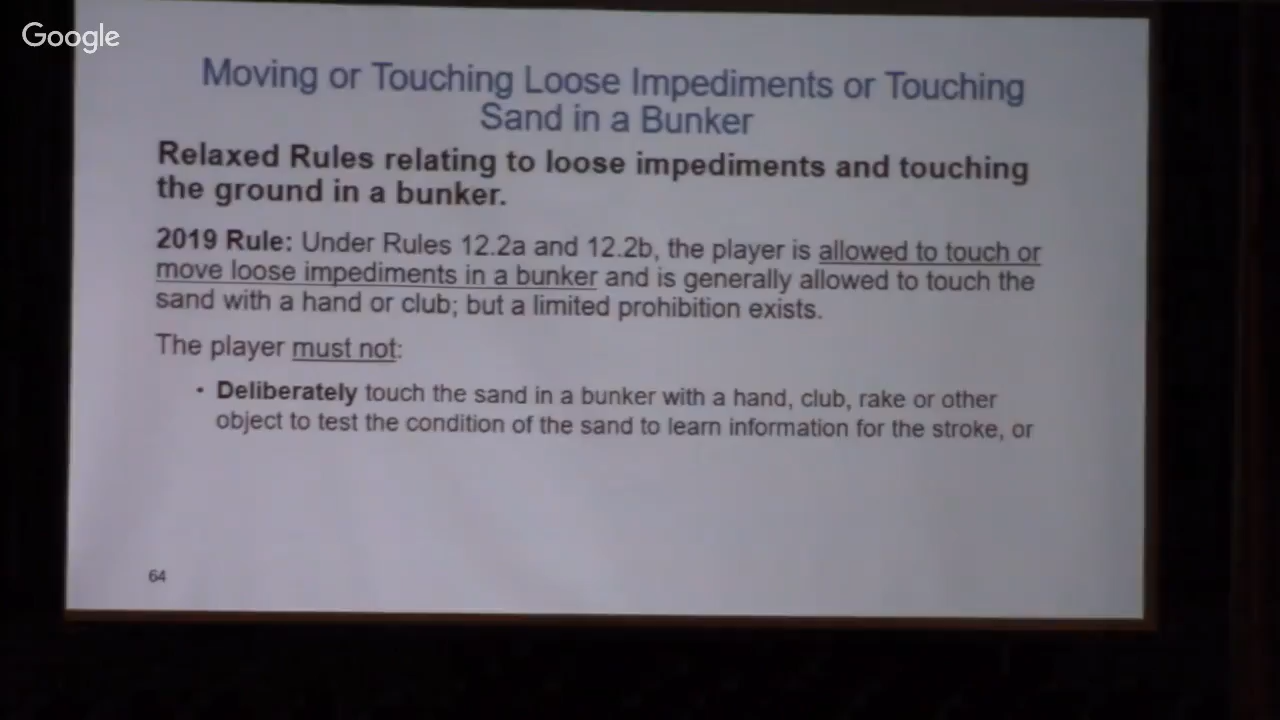 Google
Moving or Touching Loose Impediments or Touching
Sand in a Bunker
Relaxed Rules relating to loose impediments and touching
the ground in a bunker.
2019 Rule: Under Rules 12.2a and 12.2b, the player is allowed to touch or
move loose impediments in a bunker and is generally allowed to touch the
sand with a hand or club; but a limited prohibition exists.
The player must not:
• Deliberately touch the sand in a bunker with a hand, club, rake or other
object to test the condition of the sand to learn information for the stroke, or
64